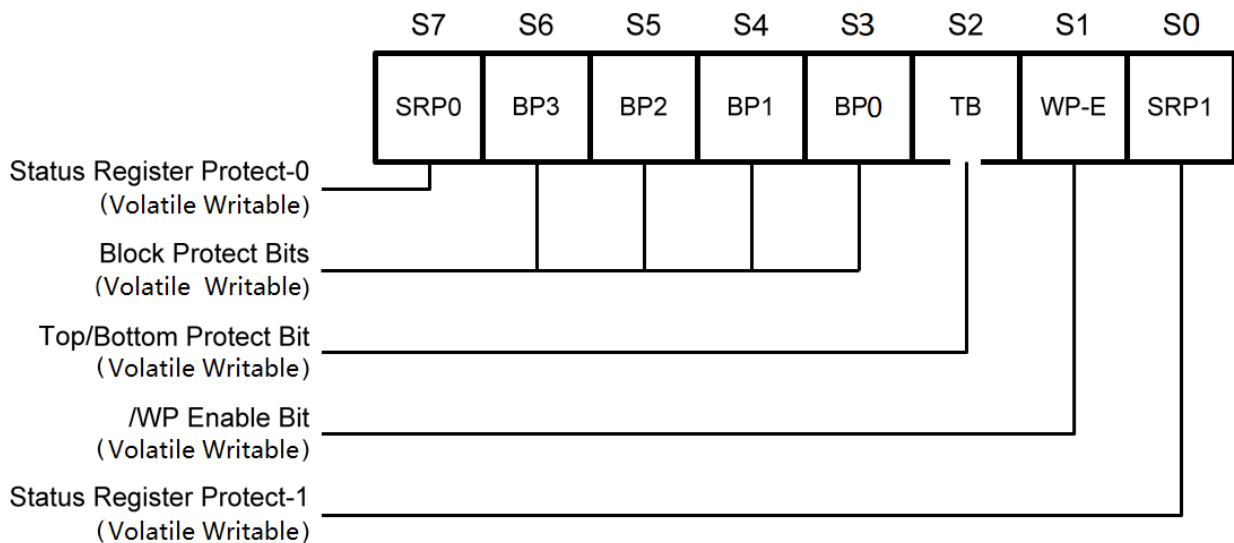 S7 S6 S5 S4 S3 S2 S1 S0
SRP0 BP3 BP2 BP1 BP0 TB WP-E SRP1
Status Register Protect-0
(Volatile Writable)
Block Protect Bits
(Volatile Writable)
Top/Bottom Protect Bit
(Volatile Writable)
/WP Enable Bit
(Volatile Writable)
Status Register Protect-1
(Volatile Writable)